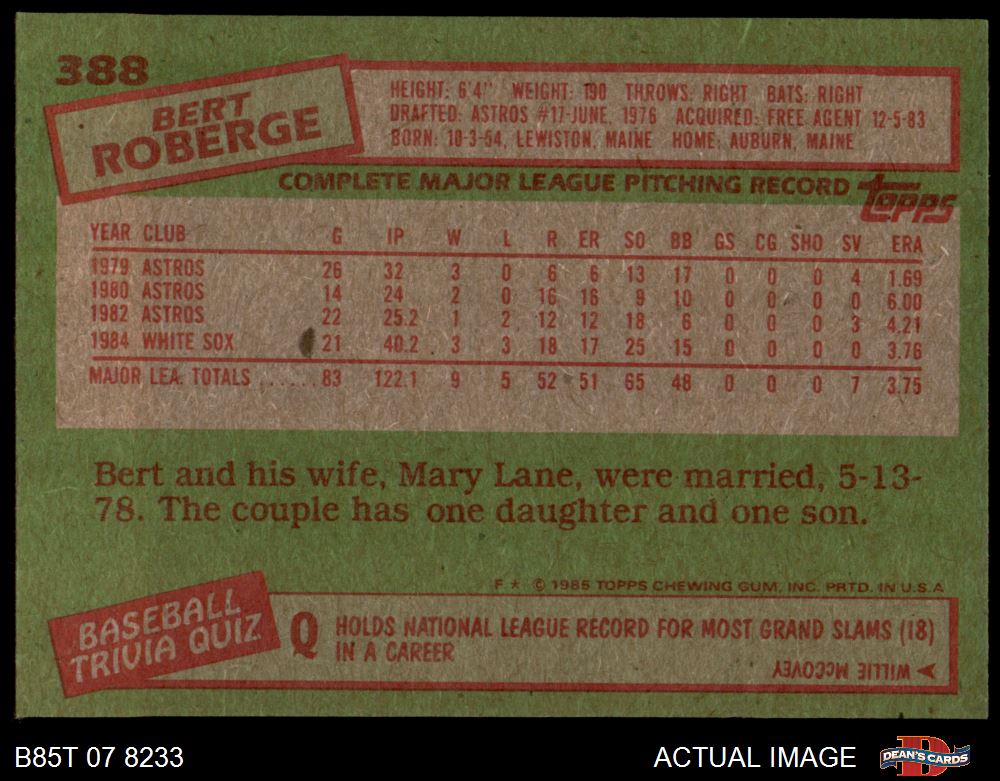 388
BERT
ROBERGE
HEIGHT: 6'4" WEIGHT: 190 THROWS: RIGHT BATS: RIGHT
DRAFTED: ASTROS #17-JUNE, 1976 ACQUIRED: FREE AGENT 12-5-83
BORN: 10-3-54, LEWISTON, MAINE HOME: AUBURN, MAINE
COMPLETE MAJOR LEAGUE PITCHING RECORD
TOPPS
YEAR CLUB G IP W L R ER SO BB GS CG SHO SV ERA
1979 ASTROS 26 32 3 0 6 6 13 17 0 0 0 4 1.69
1980 ASTROS 14 24 2 0 16 16 9 10 0 0 0 0 6.00
1982 ASTROS 22 25.2 1 2 12 12 18 6 0 0 0 3 4.21
1984 WHITE SOX 21 40.2 3 3 18 17 25 15 0 0 0 0 3.76
MAJOR LEA. TOTALS ...... 83 122.1 9 5 52 51 65 48 0 0 0 7 3.75
Bert and his wife, Mary Lane, were married, 5-13-
78. The couple has one daughter and one son.
F * © 1985 TOPPS CHEWING GUM, INC. PRTD. IN U.S.A
BASEBALL
TRIVIA QUIZ
Q HOLDS NATIONAL LEAGUE RECORD FOR MOST GRAND SLAMS (18)
IN A CAREER
WILLIE McCOVEY
B85T 07 8233
ACTUAL IMAGE
DEAN'S CARDS